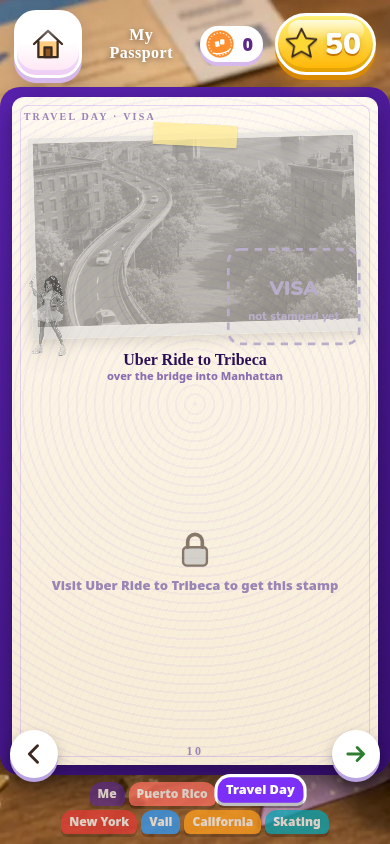 My
Passport
0
50
TRAVEL DAY · VISA
VISA
not stamped yet
Uber Ride to Tribeca
over the bridge into Manhattan
Visit Uber Ride to Tribeca to get this stamp
10
Me
Puerto Rico
Travel Day
New York
Vail
California
Skating